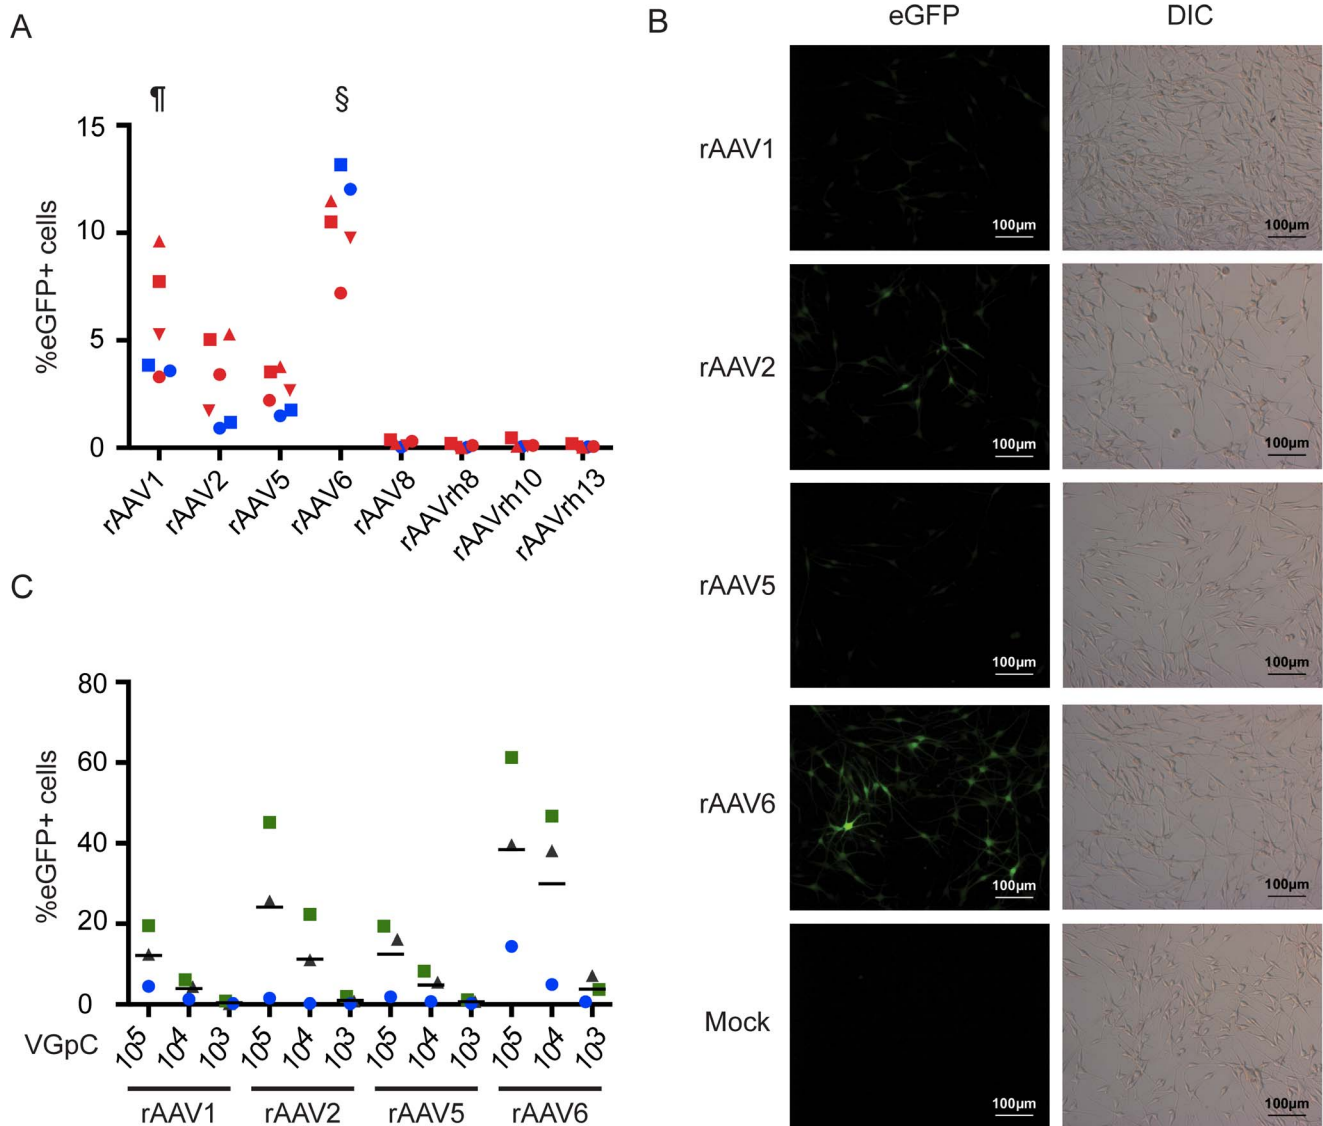 A
¶
§
15
10
5
0
%eGFP+ cells
rAAV1
rAAV2
rAAV5
rAAV6
rAAV8
rAAVrh8
rAAVrh10
rAAVrh13
B
eGFP
DIC
rAAV1
100µm
100µm
rAAV2
100µm
100µm
rAAV5
100µm
100µm
rAAV6
100µm
100µm
Mock
100µm
100µm
C
80
60
40
20
0
%eGFP+ cells
VGpC
10⁵
10⁴
10³
10⁵
10⁴
10³
10⁵
10⁴
10³
10⁵
10⁴
10³
rAAV1
rAAV2
rAAV5
rAAV6